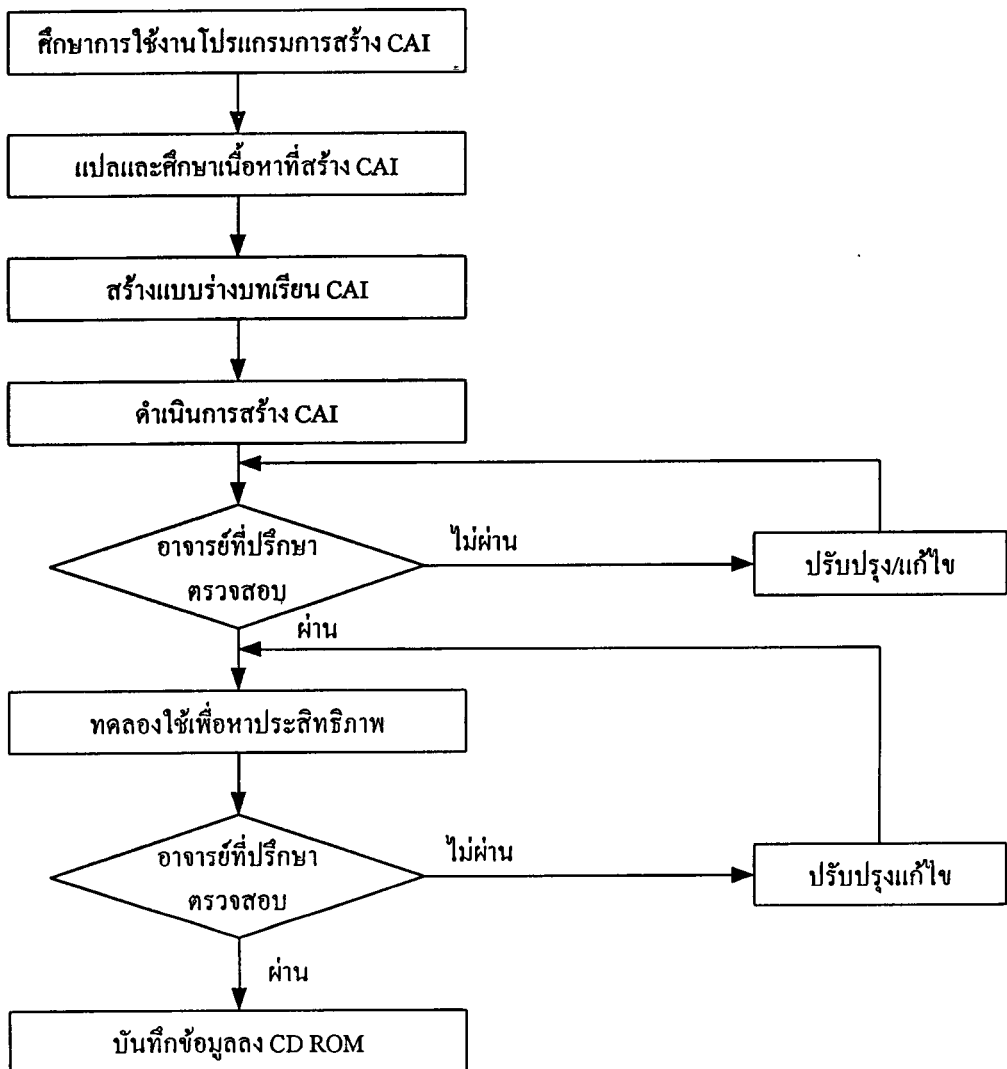 ศึกษาการใช้งานโปรแกรมการสร้าง CAI
แปลและศึกษาเนื้อหาที่สร้าง CAI
สร้างแบบร่างบทเรียน CAI
ดำเนินการสร้าง CAI
อาจารย์ที่ปรึกษา
ตรวจสอบ
ไม่ผ่าน
ปรับปรุง/แก้ไข
ผ่าน
ทดลองใช้เพื่อหาประสิทธิภาพ
อาจารย์ที่ปรึกษา
ตรวจสอบ
ไม่ผ่าน
ปรับปรุงแก้ไข
ผ่าน
บันทึกข้อมูลลง CD ROM